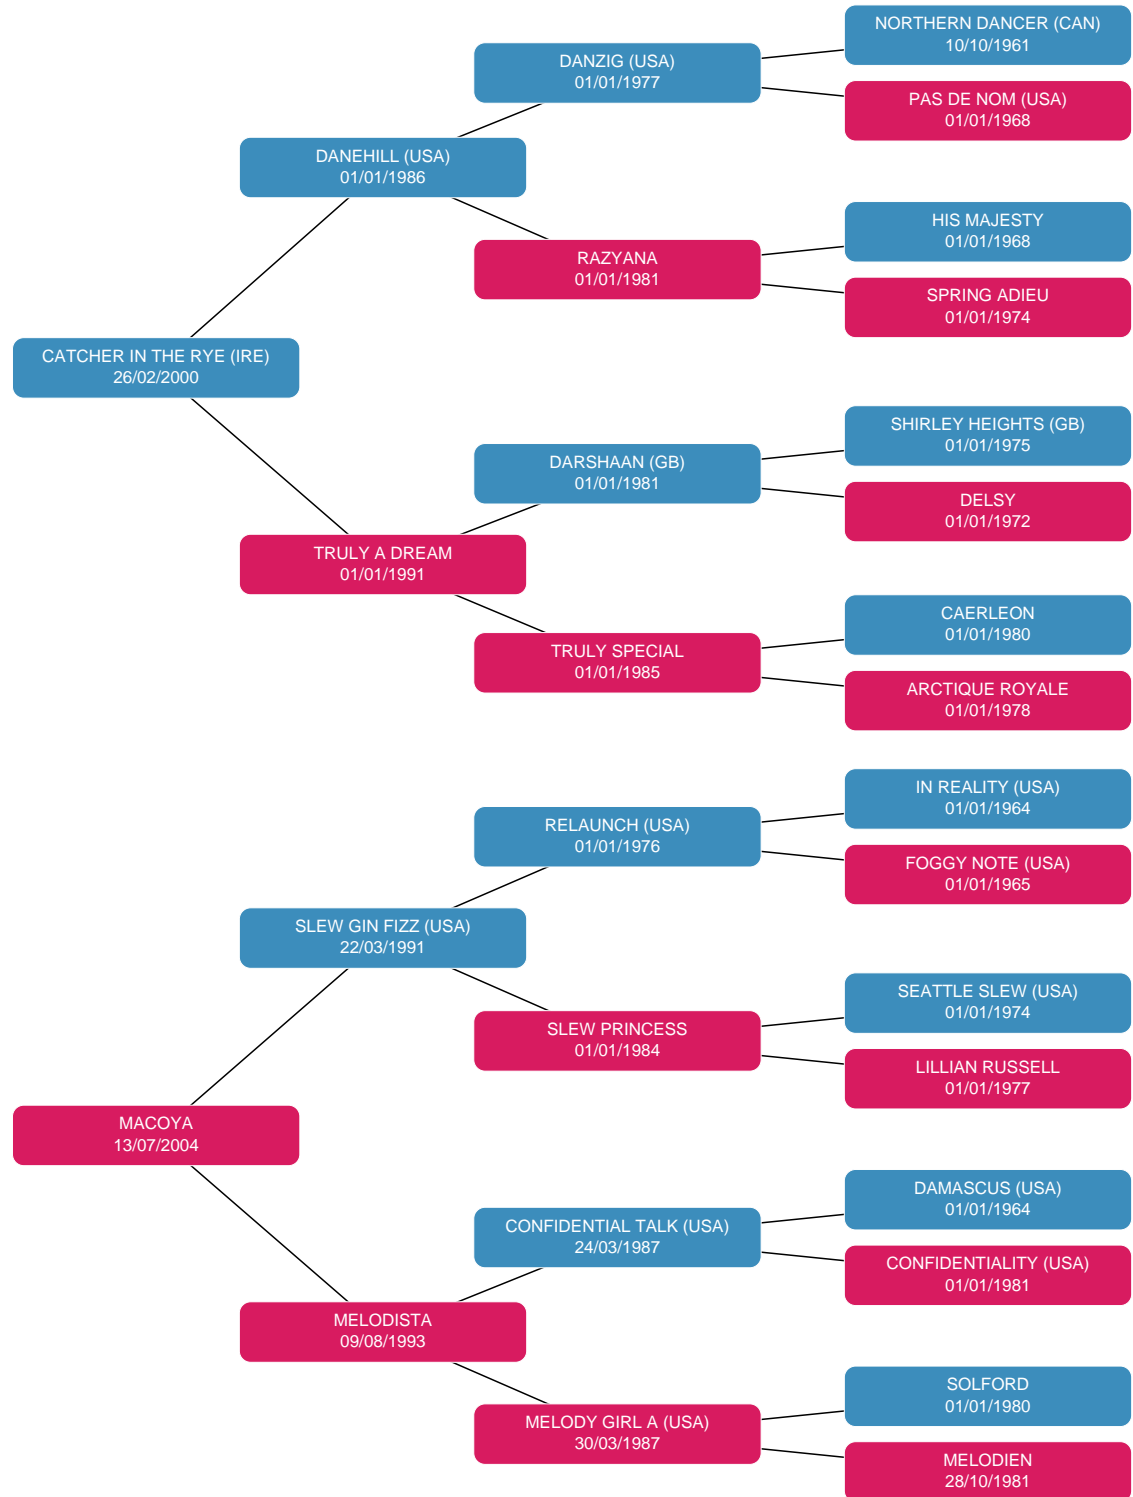 NORTHERN DANCER (CAN)
10/10/1961
DANZIG (USA)
01/01/1977
PAS DE NOM (USA)
01/01/1968
DANEHILL (USA)
01/01/1986
HIS MAJESTY
01/01/1968
RAZYANA
01/01/1981
SPRING ADIEU
01/01/1974
CATCHER IN THE RYE (IRE)
26/02/2000
SHIRLEY HEIGHTS (GB)
01/01/1975
DARSHAAN (GB)
01/01/1981
DELSY
01/01/1972
TRULY A DREAM
01/01/1991
CAERLEON
01/01/1980
TRULY SPECIAL
01/01/1985
ARCTIQUE ROYALE
01/01/1978
IN REALITY (USA)
01/01/1964
RELAUNCH (USA)
01/01/1976
FOGGY NOTE (USA)
01/01/1965
SLEW GIN FIZZ (USA)
22/03/1991
SEATTLE SLEW (USA)
01/01/1974
SLEW PRINCESS
01/01/1984
LILLIAN RUSSELL
01/01/1977
MACOYA
13/07/2004
DAMASCUS (USA)
01/01/1964
CONFIDENTIAL TALK (USA)
24/03/1987
CONFIDENTIALITY (USA)
01/01/1981
MELODISTA
09/08/1993
SOLFORD
01/01/1980
MELODY GIRL A (USA)
30/03/1987
MELODIEN
28/10/1981